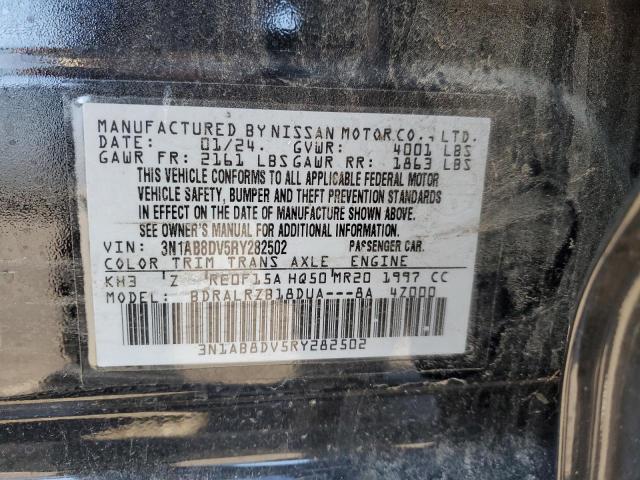 MANUFACTURED BY NISSAN MOTOR CO., LTD.
DATE: 01/24. GVWR: 4001 LBS
GAWR FR: 2161 LBS GAWR RR: 1863 LBS
THIS VEHICLE CONFORMS TO ALL APPLICABLE FEDERAL MOTOR
VEHICLE SAFETY, BUMPER AND THEFT PREVENTION STANDARDS
IN EFFECT ON THE DATE OF MANUFACTURE SHOWN ABOVE.
SEE OWNER'S MANUAL FOR ADDITIONAL INFORMATION.
VIN: 3N1AB8DV5RY282502 PASSENGER CAR.
COLOR TRIM TRANS AXLE ENGINE
KH3 Z RE0F15A HQ50 MR20 1997 CC
MODEL: BDRALRZB18DUA---8A 4Z000
3N1AB8DV5RY282502